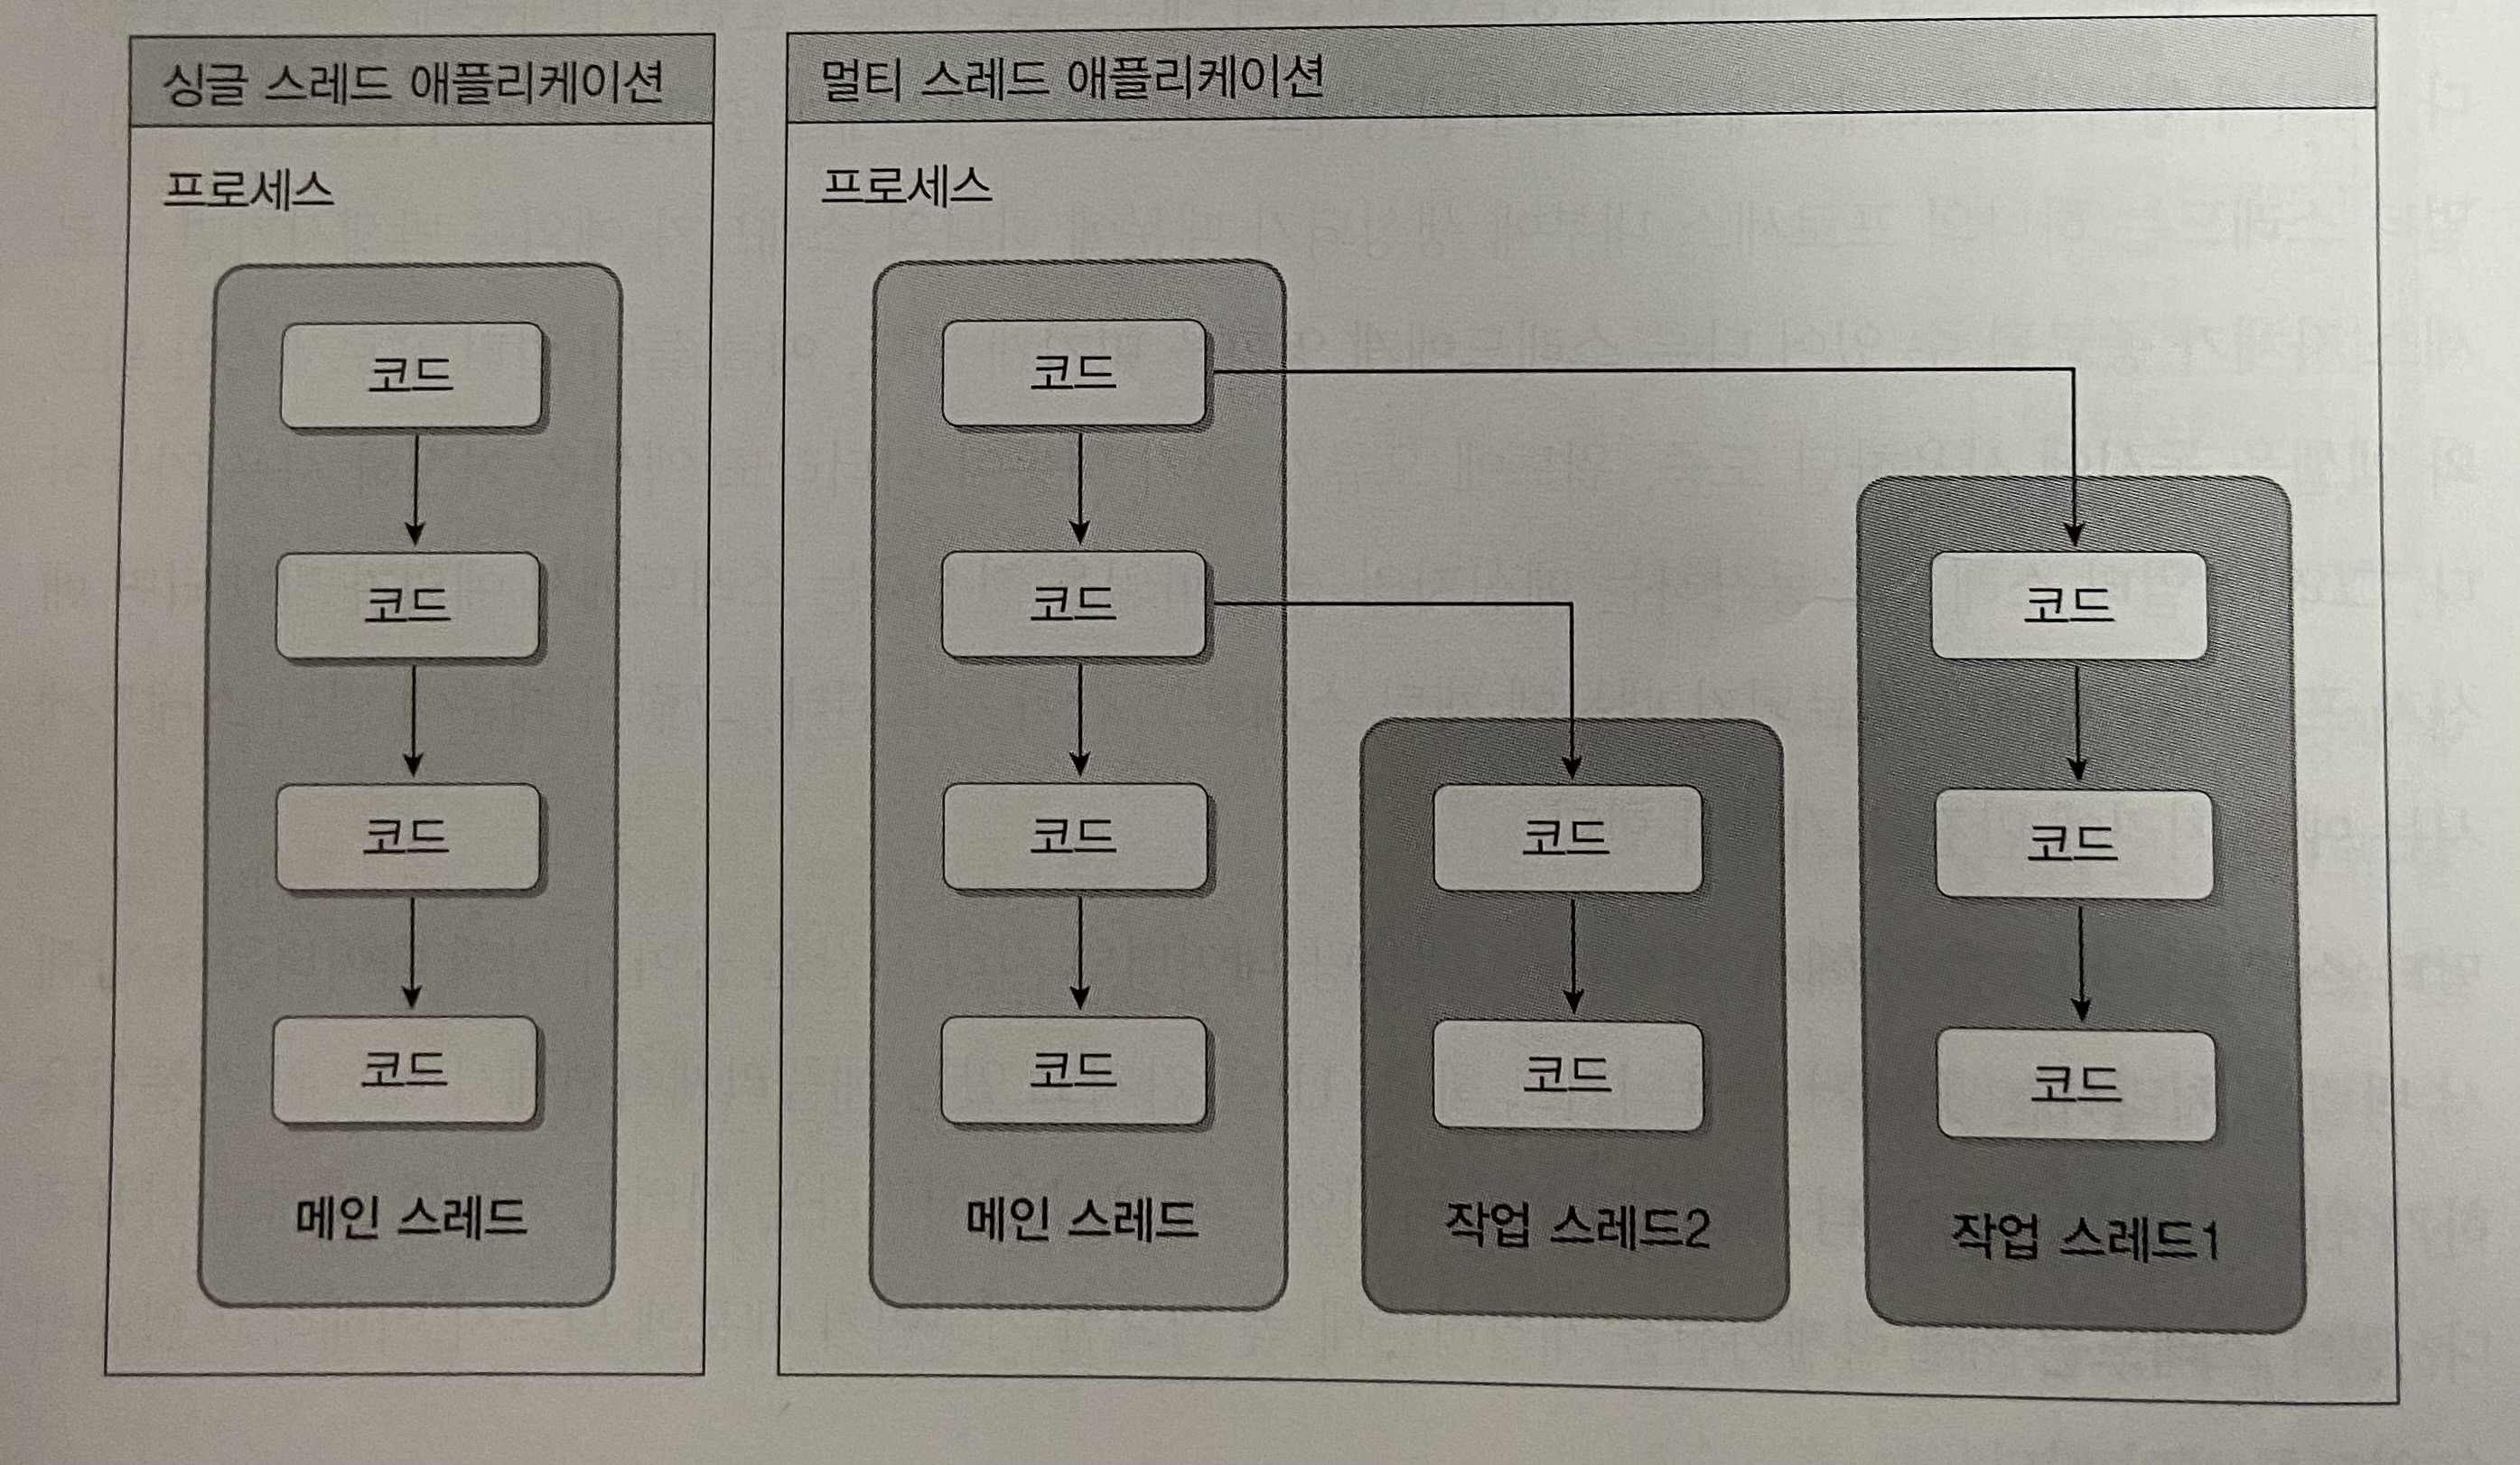 싱글 스레드 애플리케이션
프로세스
코드
코드
코드
코드
메인 스레드
멀티 스레드 애플리케이션
프로세스
코드
코드
코드
코드
메인 스레드
코드
코드
작업 스레드2
코드
코드
코드
작업 스레드1